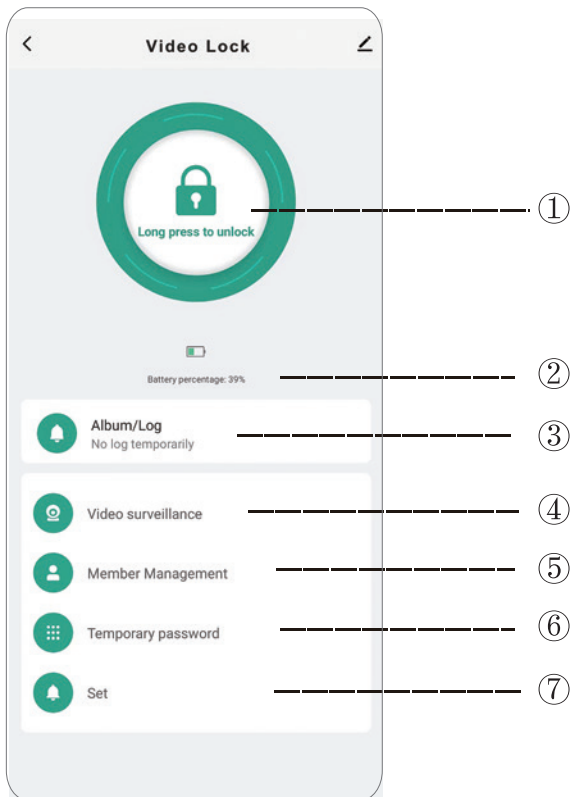 Video Lock
Long press to unlock
①
Battery percentage: 39%
②
Album/Log
No log temporarily
③
Video surveillance
④
Member Management
⑤
Temporary password
⑥
Set
⑦